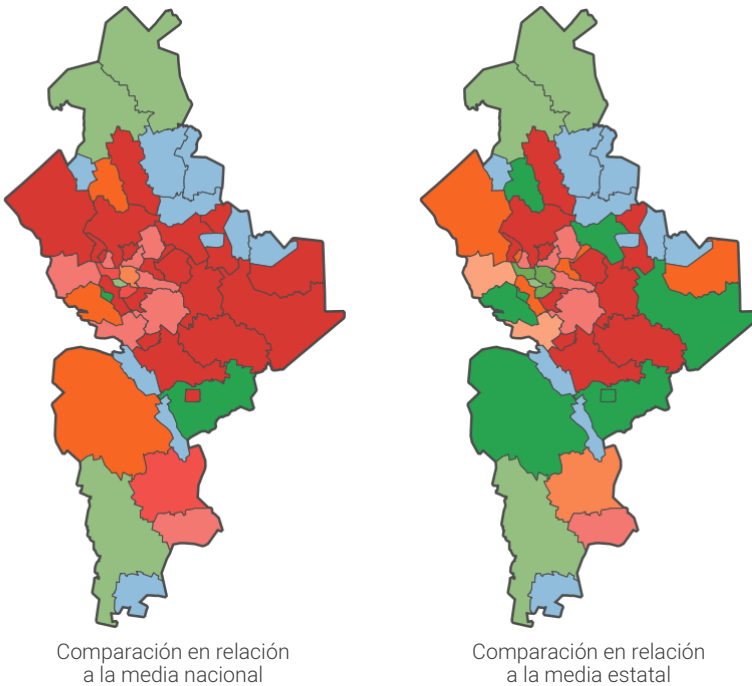 Comparación en relación
a la media nacional
Comparación en relación
a la media estatal